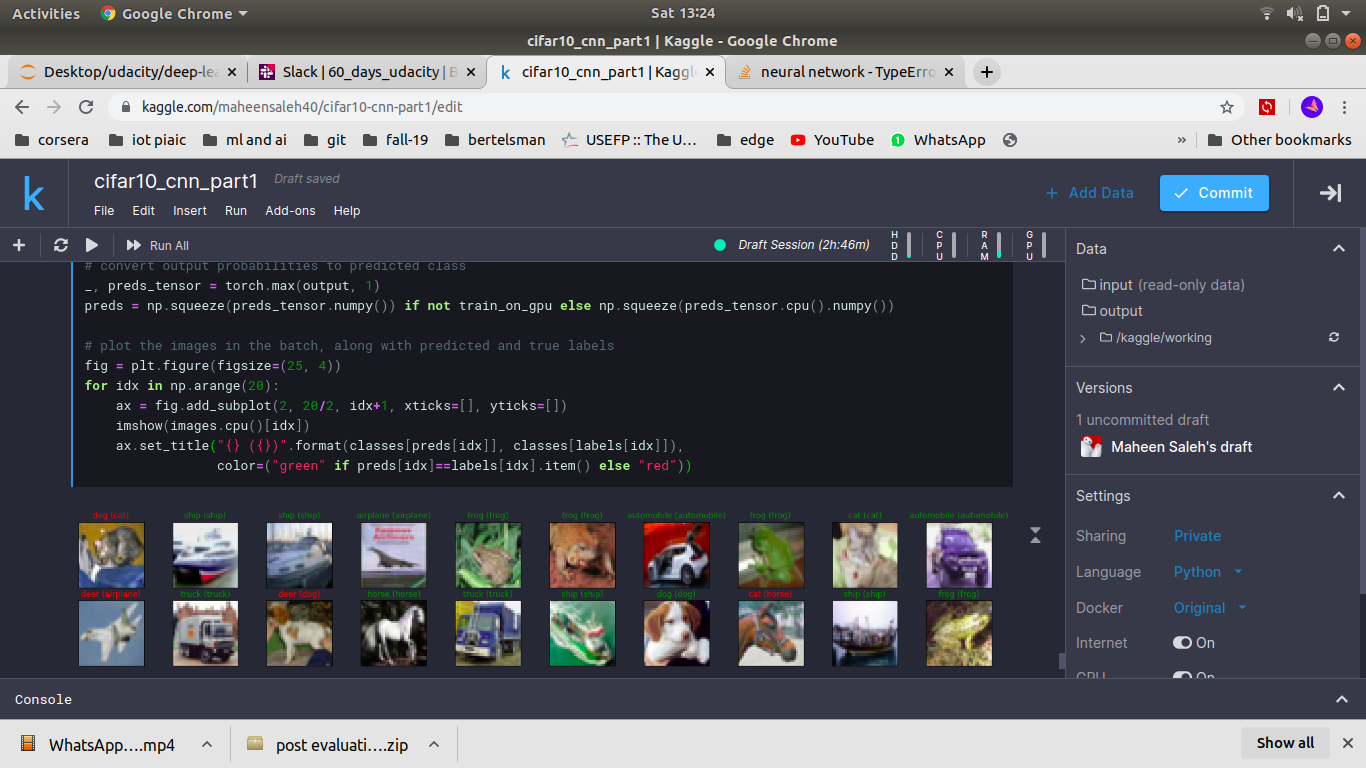 Activities
Google Chrome
Sat 13:24
cifar10_cnn_part1 | Kaggle - Google Chrome
Desktop/udacity/deep-lea
Slack | 60_days_udacity | B
cifar10_cnn_part1 | Kaggl
neural network - TypeErro
kaggle.com/maheensaleh40/cifar10-cnn-part1/edit
corsera
iot piaic
ml and ai
git
fall-19
bertelsman
USEFP :: The U...
edge
YouTube
1
WhatsApp
»
Other bookmarks
k
cifar10_cnn_part1
Draft saved
File Edit Insert Run Add-ons Help
+ Add Data
Commit
Run All
Draft Session (2h:46m)
HDD
CPU
RAM
GPU
# convert output probabilities to predicted class
_, preds_tensor = torch.max(output, 1)
preds = np.squeeze(preds_tensor.numpy()) if not train_on_gpu else np.squeeze(preds_tensor.cpu().numpy())
# plot the images in the batch, along with predicted and true labels
fig = plt.figure(figsize=(25, 4))
for idx in np.arange(20):
    ax = fig.add_subplot(2, 20/2, idx+1, xticks=[], yticks=[])
    imshow(images.cpu()[idx])
    ax.set_title("{} ({})".format(classes[preds[idx]], classes[labels[idx]]),
                 color=("green" if preds[idx]==labels[idx].item() else "red"))
dog (cat) ship (ship) ship (ship) airplane (airplane) frog (frog) frog (frog) automobile (automobile) frog (frog) cat (cat) automobile (automobile)
deer (airplane) truck (truck) deer (dog) horse (horse) truck (truck) ship (ship) dog (dog) cat (horse) ship (ship) frog (frog)
Data
input (read-only data)
output
/kaggle/working
Versions
1 uncommitted draft
Maheen Saleh's draft
Settings
Sharing Private
Language Python
Docker Original
Internet On
GPU On
Console
WhatsApp....mp4
post evaluati....zip
Show all